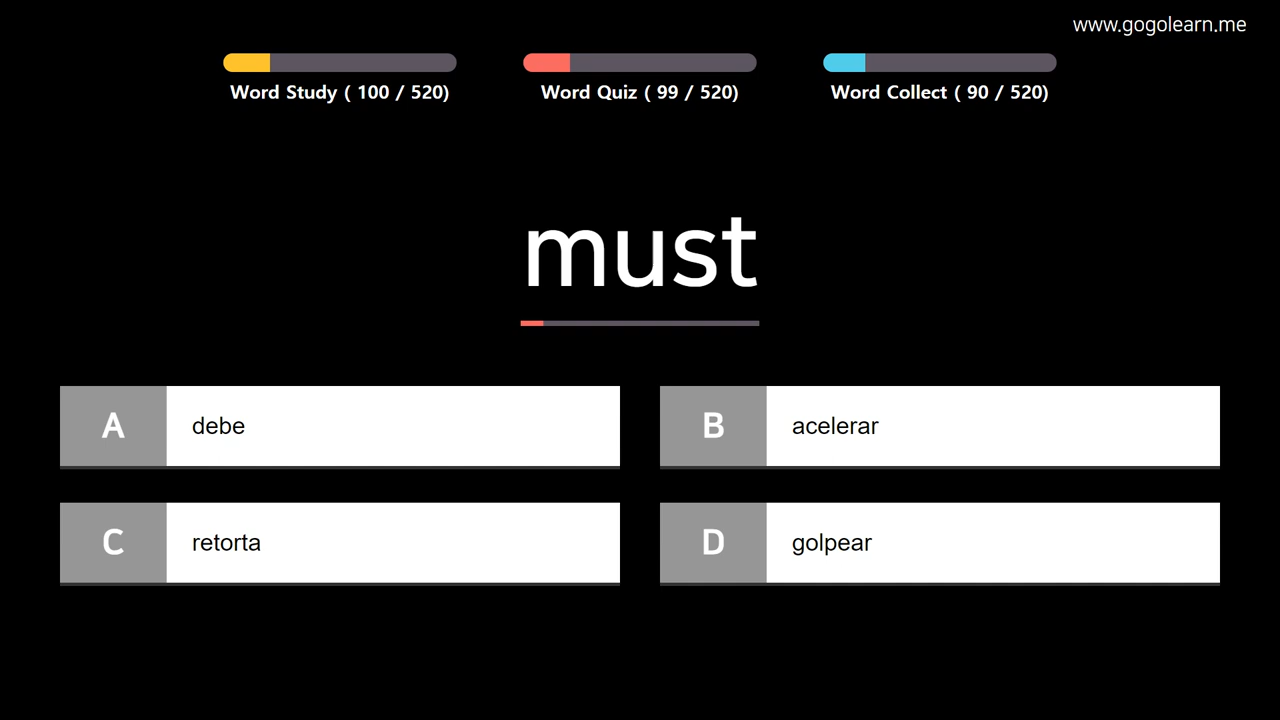 www.gogolearn.me
Word Study ( 100 / 520)
Word Quiz ( 99 / 520)
Word Collect ( 90 / 520)
must
A debe
B acelerar
C retorta
D golpear